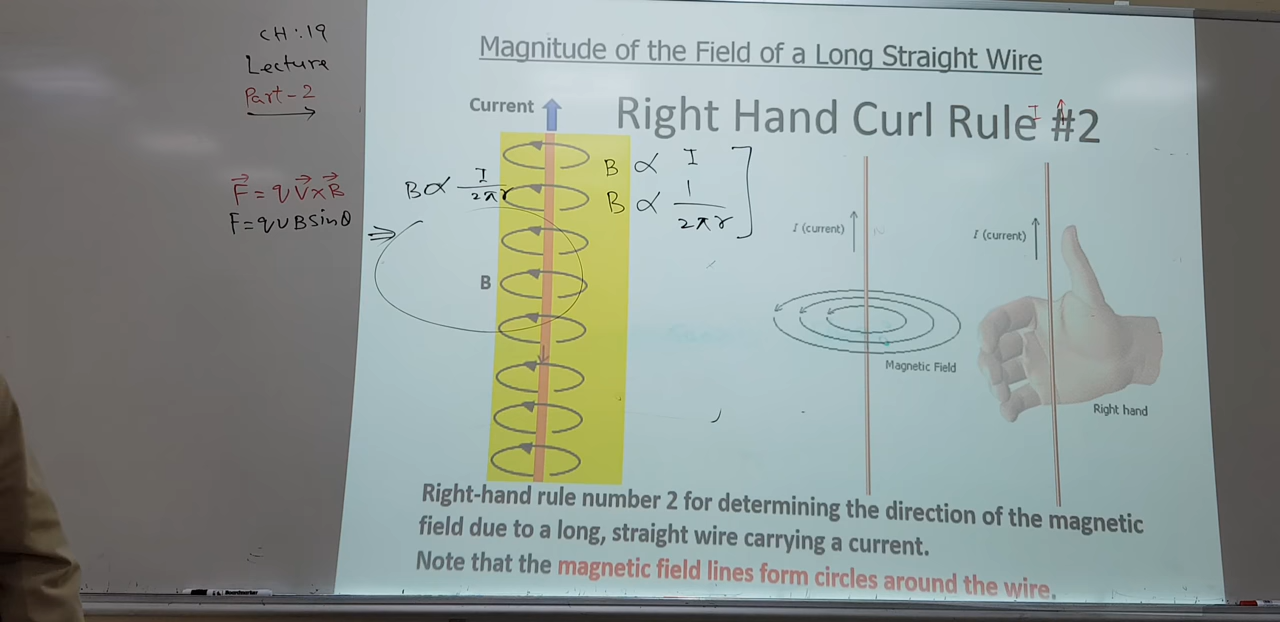 CH:19
Lecture
Part-2
F = qV×B
F = qVBsinθ
Magnitude of the Field of a Long Straight Wire
Current
Right Hand Curl Rule #2
I ↑
B ∝ I/2πr
B ∝ I
B ∝ 1/2πr
⇒
B
I (current)
Magnetic Field
I (current)
Right hand
Right-hand rule number 2 for determining the direction of the magnetic
field due to a long, straight wire carrying a current.
Note that the magnetic field lines form circles around the wire.